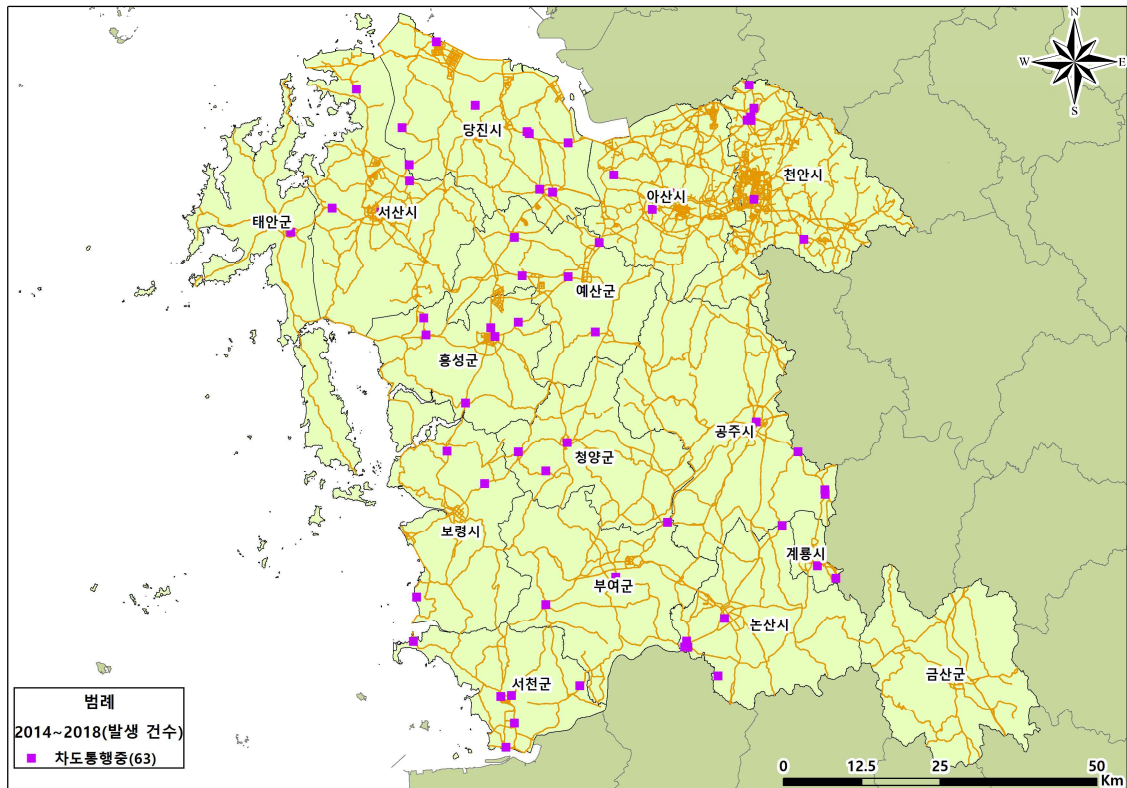 N
W
E
S
당진시
천안시
아산시
서산시
태안군
예산군
홍성군
공주시
청양군
보령시
계룡시
부여군
논산시
금산군
서천군
범례
2014~2018(발생 건수)
차도통행중(63)
0 12.5 25 50
Km